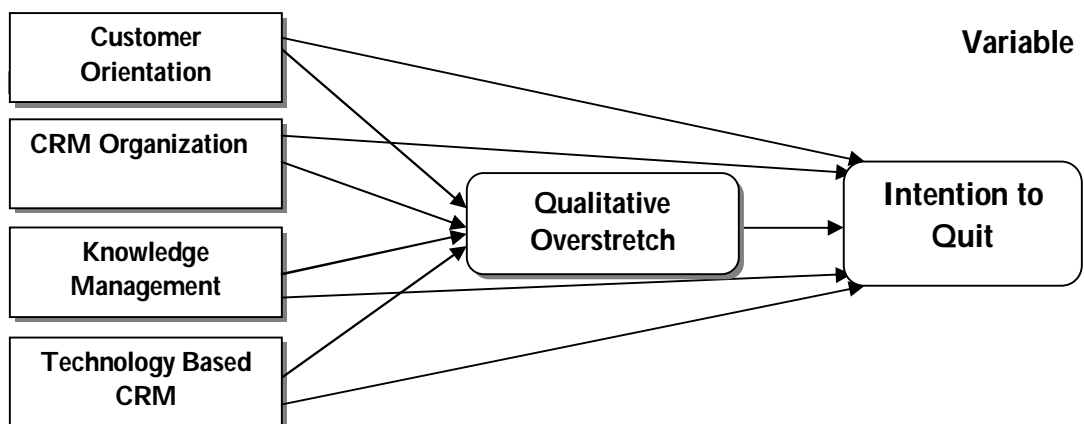 Customer
Orientation
Variable
CRM Organization
Qualitative
Overstretch
Intention to
Quit
Knowledge
Management
Technology Based
CRM